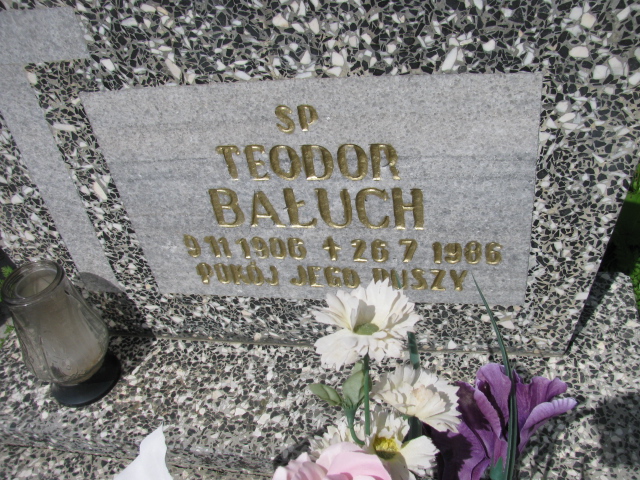 SP
TEODOR
BAŁUCH
9 11 1906 + 26 7 1986
POKÓJ JEGO DUSZY